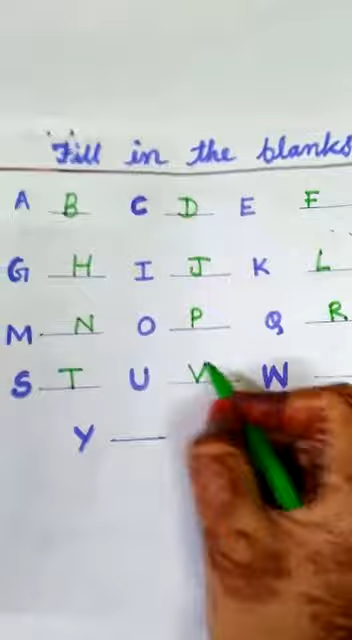 Fill in the blanks
A B C D E F
G H I J K L
M N O P Q R
S T U V W
Y